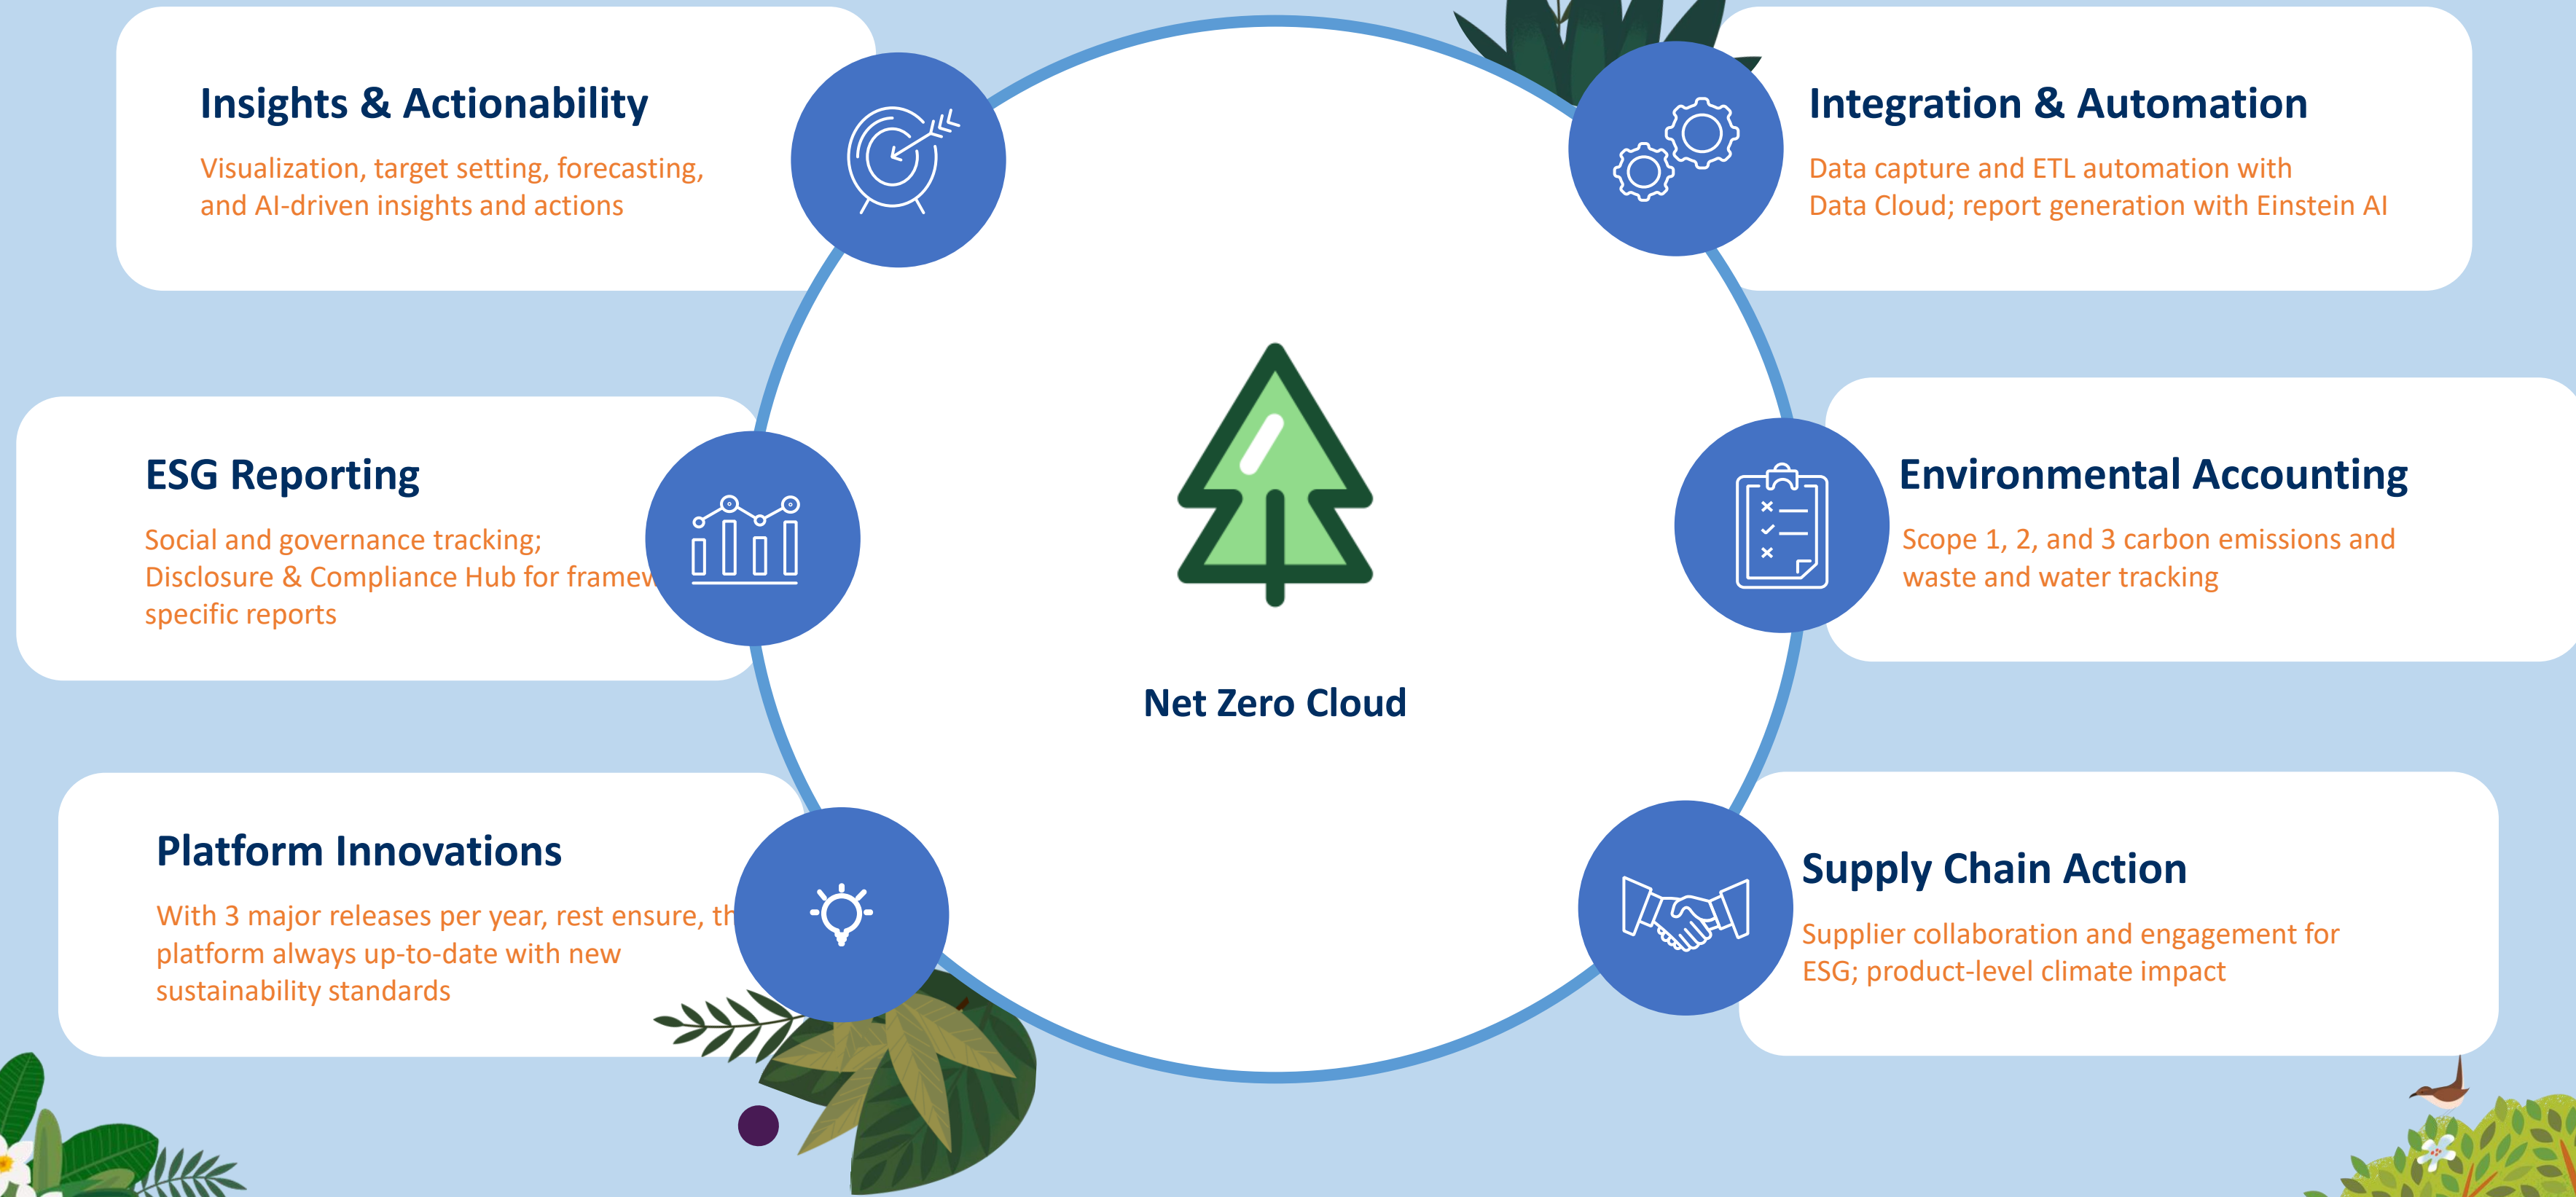 Insights & Actionability
Visualization, target setting, forecasting,
and AI-driven insights and actions
ESG Reporting
Social and governance tracking;
Disclosure & Compliance Hub for
specific reports
Platform Innovations
With 3 major releases per year, rest ensure,
platform always up-to-date with new
sustainability standards
Net Zero Cloud
Integration & Automation
Data capture and ETL automation with
Data Cloud; report generation with Einstein AI
Environmental Accounting
Scope 1, 2, and 3 carbon emissions and
waste and water tracking
Supply Chain Action
Supplier collaboration and engagement for
ESG; product-level climate impact